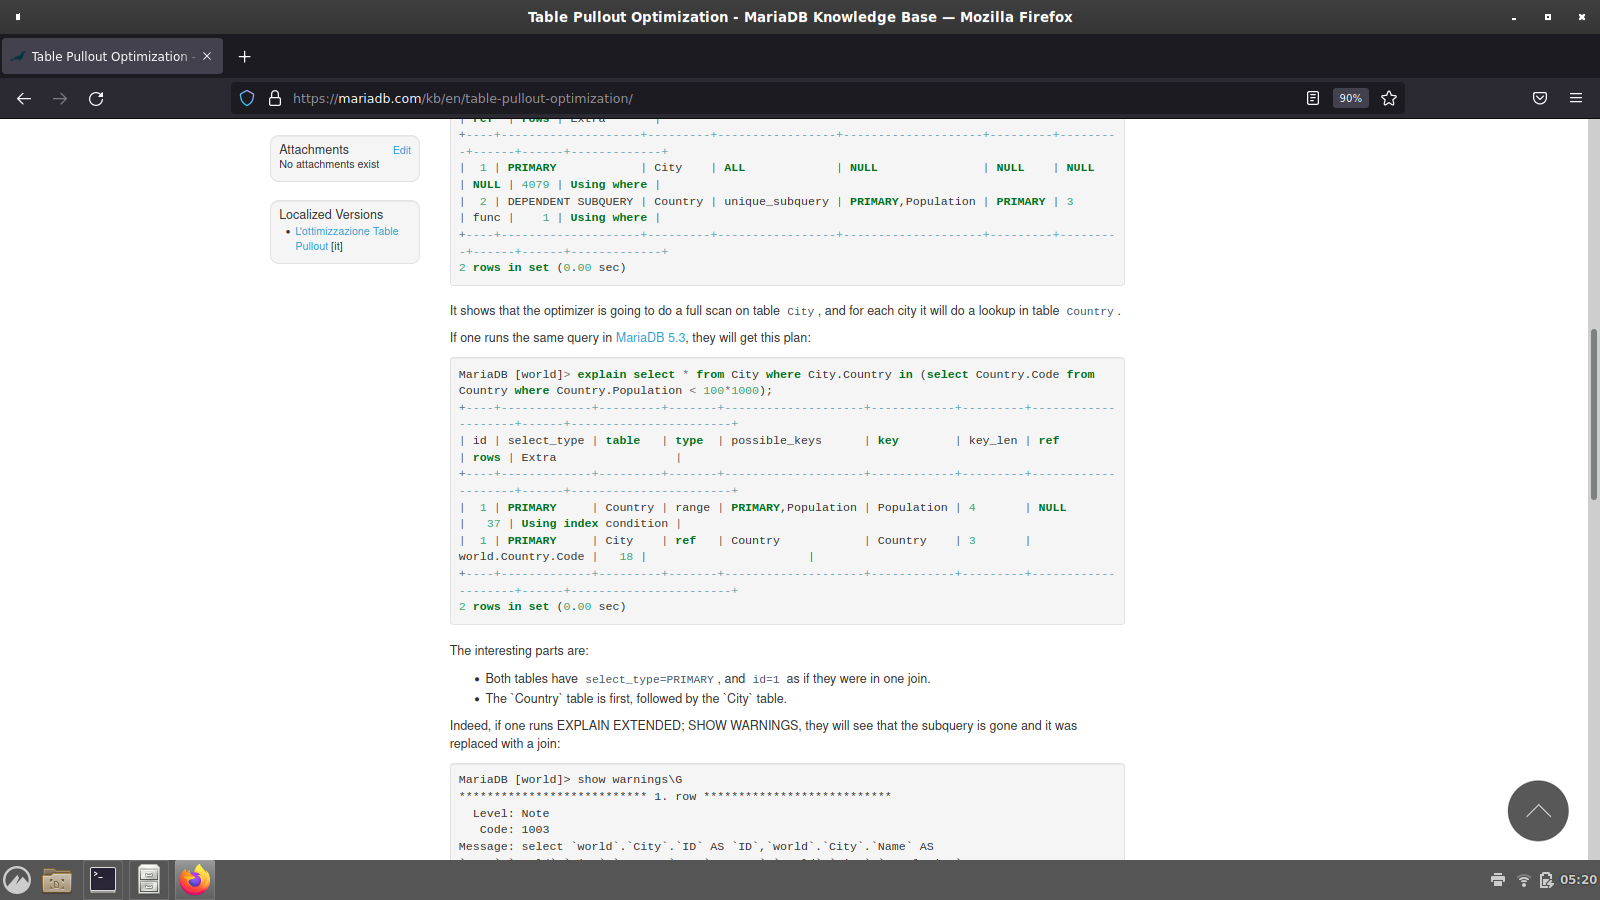 Table Pullout Optimization - MariaDB Knowledge Base — Mozilla Firefox
Table Pullout Optimization -
https://mariadb.com/kb/en/table-pullout-optimization/
90%
Attachments
Edit
No attachments exist
Localized Versions
L'ottimizzazione Table
Pullout [it]
| ref  | rows | Extra       |
+----+--------------------+---------+-----------------+--------------------+---------+--------
-+------+------+-------------+
|  1 | PRIMARY            | City    | ALL             | NULL               | NULL    | NULL
| NULL | 4079 | Using where |
|  2 | DEPENDENT SUBQUERY | Country | unique_subquery | PRIMARY,Population | PRIMARY | 3
| func |    1 | Using where |
+----+--------------------+---------+-----------------+--------------------+---------+--------
-+------+------+-------------+
2 rows in set (0.00 sec)
It shows that the optimizer is going to do a full scan on table City , and for each city it will do a lookup in table Country .
If one runs the same query in MariaDB 5.3, they will get this plan:
MariaDB [world]> explain select * from City where City.Country in (select Country.Code from
Country where Country.Population < 100*1000);
+----+-------------+---------+-------+--------------------+------------+---------+------------
--------+------+-----------------------+
| id | select_type | table   | type  | possible_keys      | key        | key_len | ref
| rows | Extra                 |
+----+-------------+---------+-------+--------------------+------------+---------+------------
--------+------+-----------------------+
|  1 | PRIMARY     | Country | range | PRIMARY,Population | Population | 4       | NULL
|   37 | Using index condition |
|  1 | PRIMARY     | City    | ref   | Country            | Country    | 3       |
world.Country.Code |   18 |                       |
+----+-------------+---------+-------+--------------------+------------+---------+------------
--------+------+-----------------------+
2 rows in set (0.00 sec)
The interesting parts are:
• Both tables have select_type=PRIMARY , and id=1 as if they were in one join.
• The `Country` table is first, followed by the `City` table.
Indeed, if one runs EXPLAIN EXTENDED; SHOW WARNINGS, they will see that the subquery is gone and it was
replaced with a join:
MariaDB [world]> show warnings\G
*************************** 1. row ***************************
  Level: Note
   Code: 1003
Message: select `world`.`City`.`ID` AS `ID`,`world`.`City`.`Name` AS
05:20